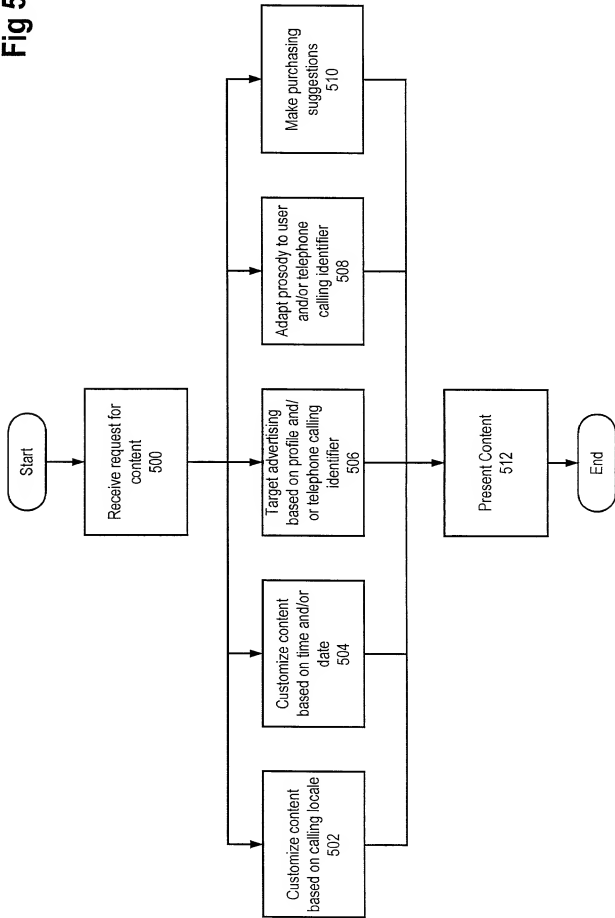 Fig 5
Start
Receive request for
content
500
Customize content
based on calling locale
502
Customize content
based on time and/or
date
504
Target advertising
based on profile and/
or telephone calling
identifier
506
Adapt prosody to user
and/or telephone
calling identifier
508
Make purchasing
suggestions
510
Present Content
512
End